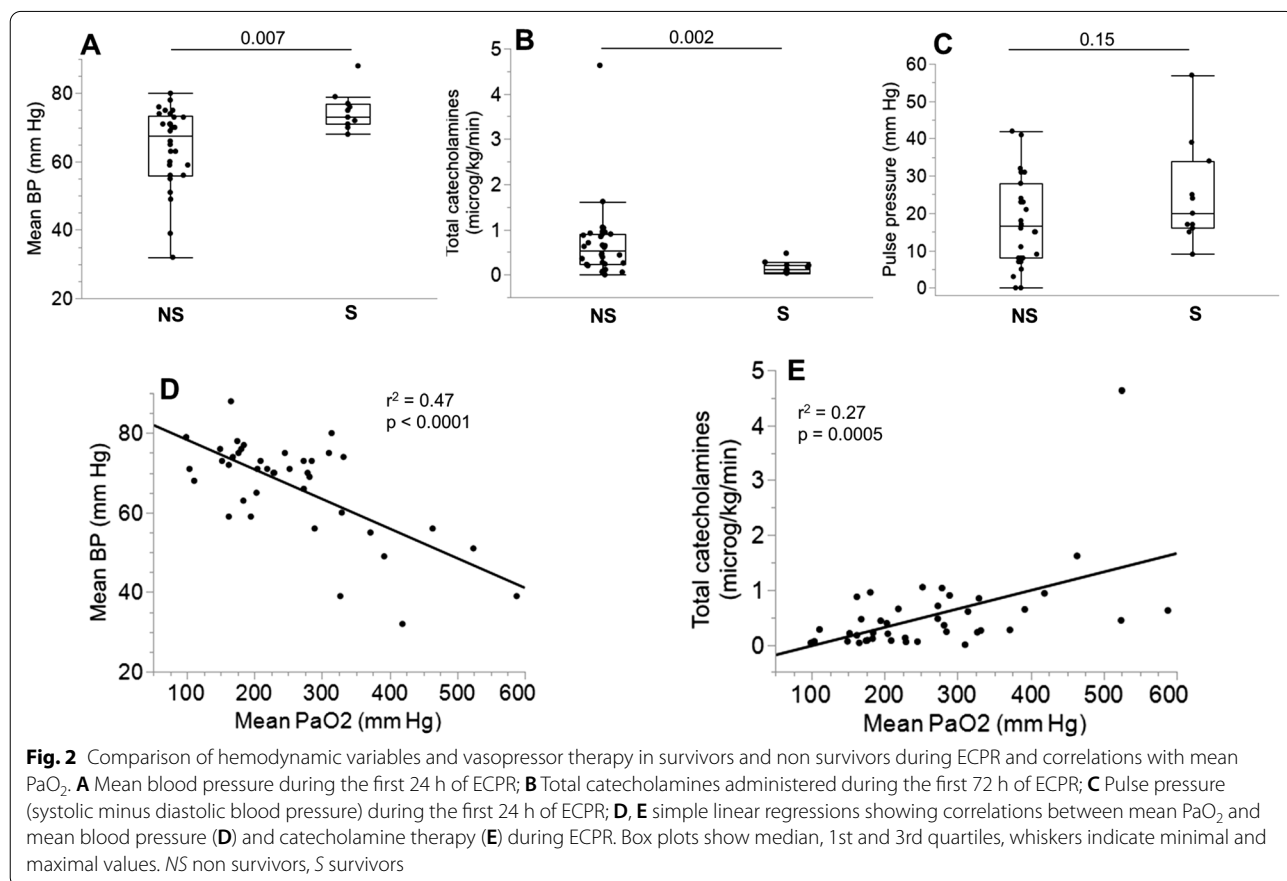 A
0.007
Mean BP (mm Hg)
80
60
40
20
NS
S
B
0.002
Total catecholamines
(microg/kg/min)
5
4
3
2
1
0
NS
S
C
0.15
Pulse pressure (mm Hg)
60
50
40
30
20
10
0
NS
S
D
r² = 0.47
p < 0.0001
Mean BP (mm Hg)
80
60
40
20
100 200 300 400 500 600
Mean PaO2 (mm Hg)
E
r² = 0.27
p = 0.0005
Total catecholamines
(microg/kg/min)
5
4
3
2
1
0
100 200 300 400 500 600
Mean PaO2 (mm Hg)
Fig. 2 Comparison of hemodynamic variables and vasopressor therapy in survivors and non survivors during ECPR and correlations with mean
PaO₂. A Mean blood pressure during the first 24 h of ECPR; B Total catecholamines administered during the first 72 h of ECPR; C Pulse pressure
(systolic minus diastolic blood pressure) during the first 24 h of ECPR; D, E simple linear regressions showing correlations between mean PaO₂ and
mean blood pressure (D) and catecholamine therapy (E) during ECPR. Box plots show median, 1st and 3rd quartiles, whiskers indicate minimal and
maximal values. NS non survivors, S survivors